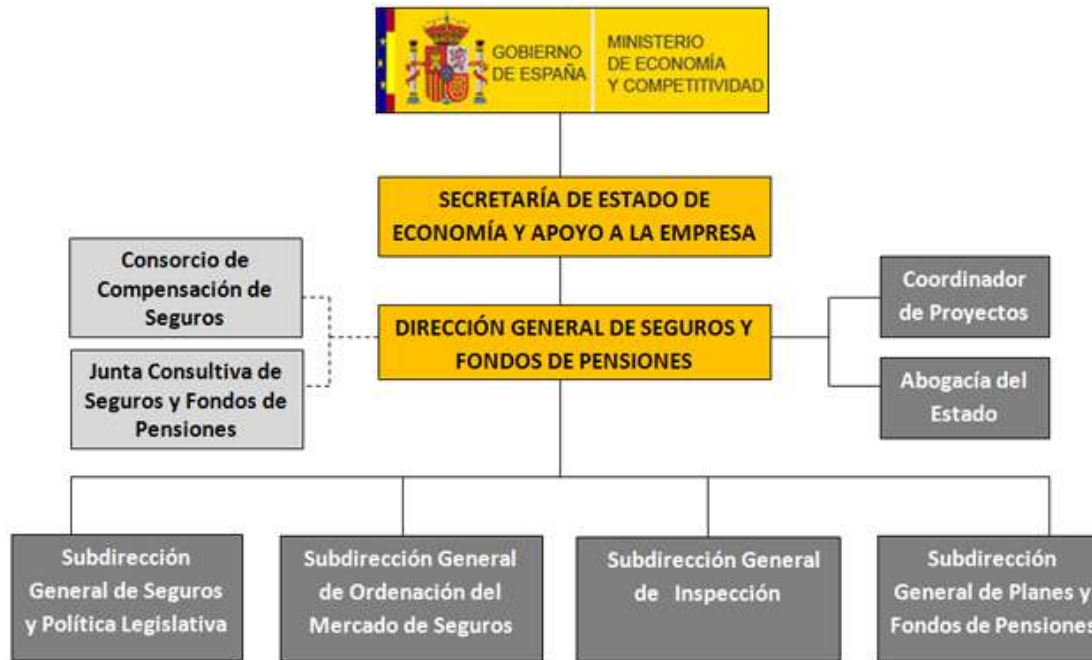 GOBIERNO
DE ESPAÑA
MINISTERIO
DE ECONOMÍA
Y COMPETITIVIDAD
SECRETARÍA DE ESTADO DE
ECONOMÍA Y APOYO A LA EMPRESA
Consorcio de
Compensación de
Seguros
Coordinador
de Proyectos
DIRECCIÓN GENERAL DE SEGUROS Y
FONDOS DE PENSIONES
Junta Consultiva de
Seguros y Fondos de
Pensiones
Abogacía del
Estado
Subdirección
General de Seguros
y Política Legislativa
Subdirección General
de Ordenación del
Mercado de Seguros
Subdirección General
de Inspección
Subdirección
General de Planes y
Fondos de Pensiones